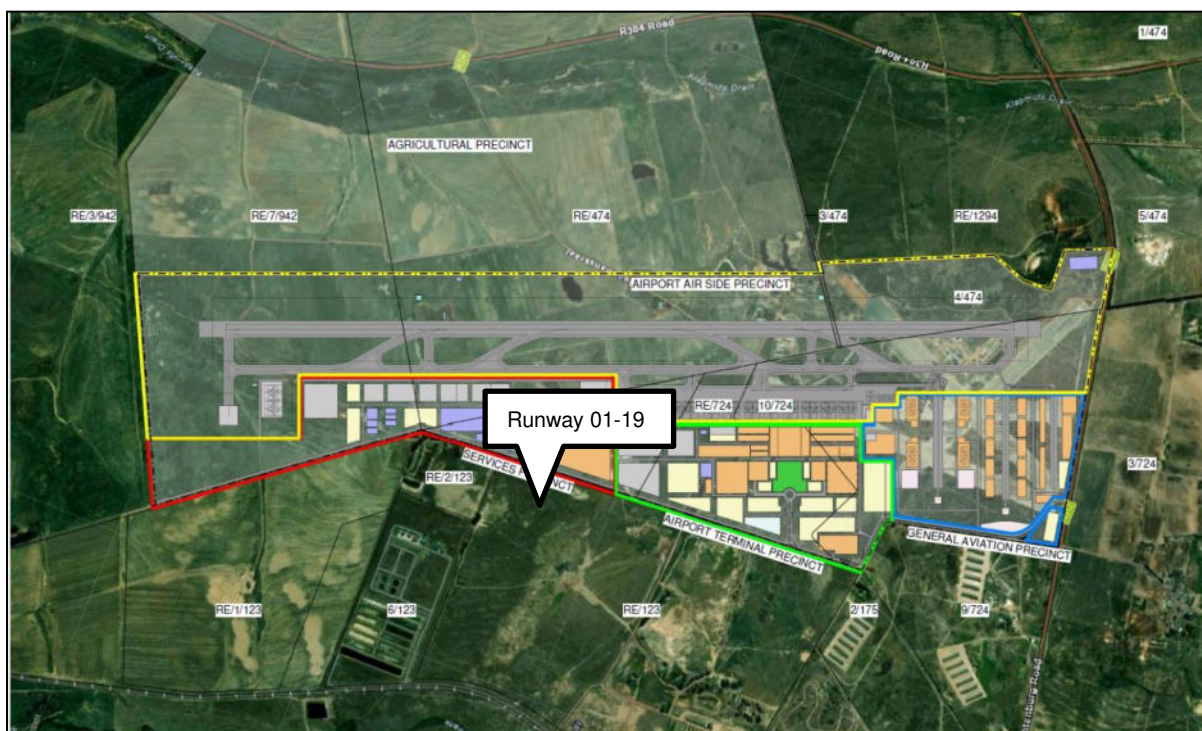 R304 Road
1/474
Klapmuts Drain
Klapmuts Drain
AGRICULTURAL PRECINCT
RE/3/942
RE/7/942
RE/474
3/474
RE/1294
5/474
AIRPORT AIR SIDE PRECINCT
4/474
RE/724
10/724
Runway 01-19
3/724
SERVICES
RE/2/123
AIRPORT TERMINAL PRECINCT
GENERAL AVIATION PRECINCT
RE/1/123
6/123
RE/123
2/175
9/724
Road